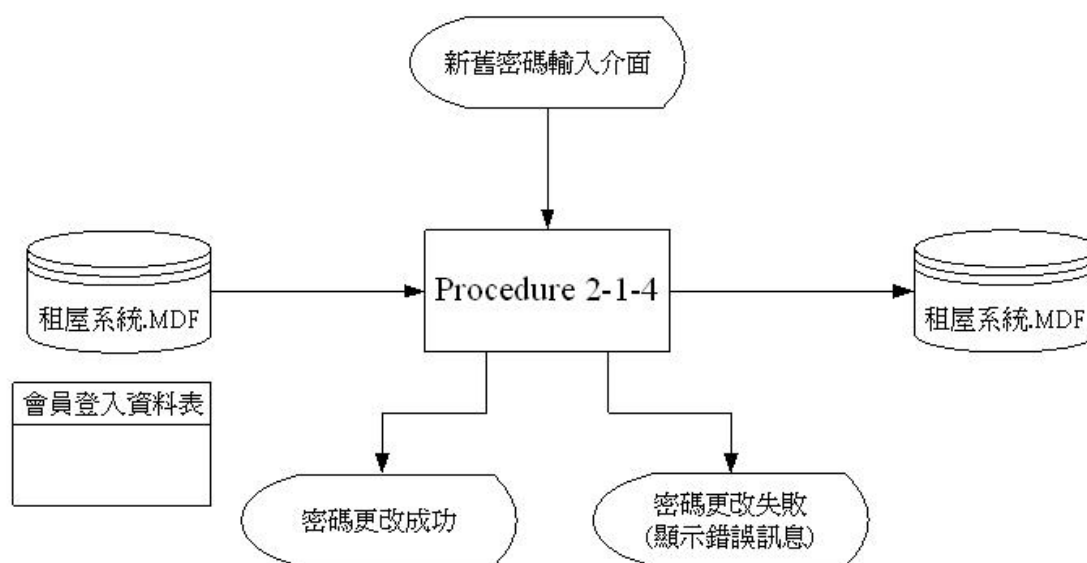 新舊密碼輸入介面
租屋系統.MDF
Procedure 2-1-4
租屋系統.MDF
會員登入資料表
密碼更改成功
密碼更改失敗
(顯示錯誤訊息)